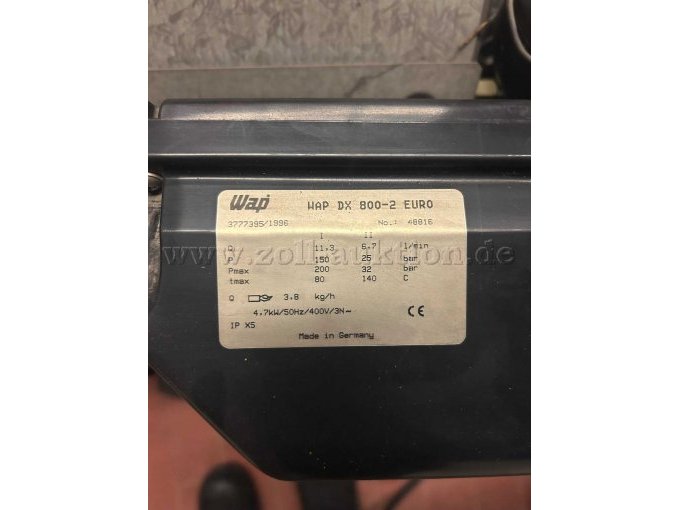 Wap WAP DX 800-2 EURO
3777395/1996 No.: 48816
I II
Q 11.3 6.7 l/min
P 150 25 bar
Pmax 200 32 bar
tmax 80 140 C
Q 3.8 kg/h
4.7kW/50Hz/400V/3N~
CE
IP X5
Made in Germany
www.zoll-auktion.de